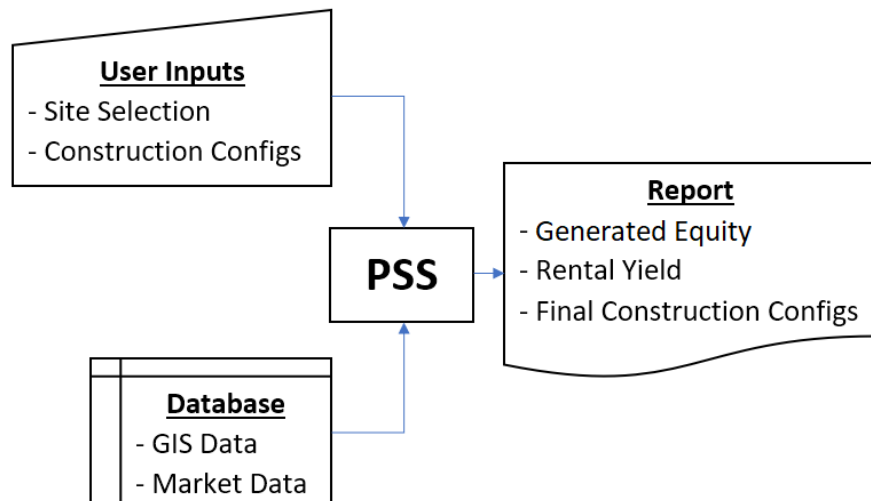 User Inputs
- Site Selection
- Construction Configs
PSS
Report
- Generated Equity
- Rental Yield
- Final Construction Configs
Database
- GIS Data
- Market Data